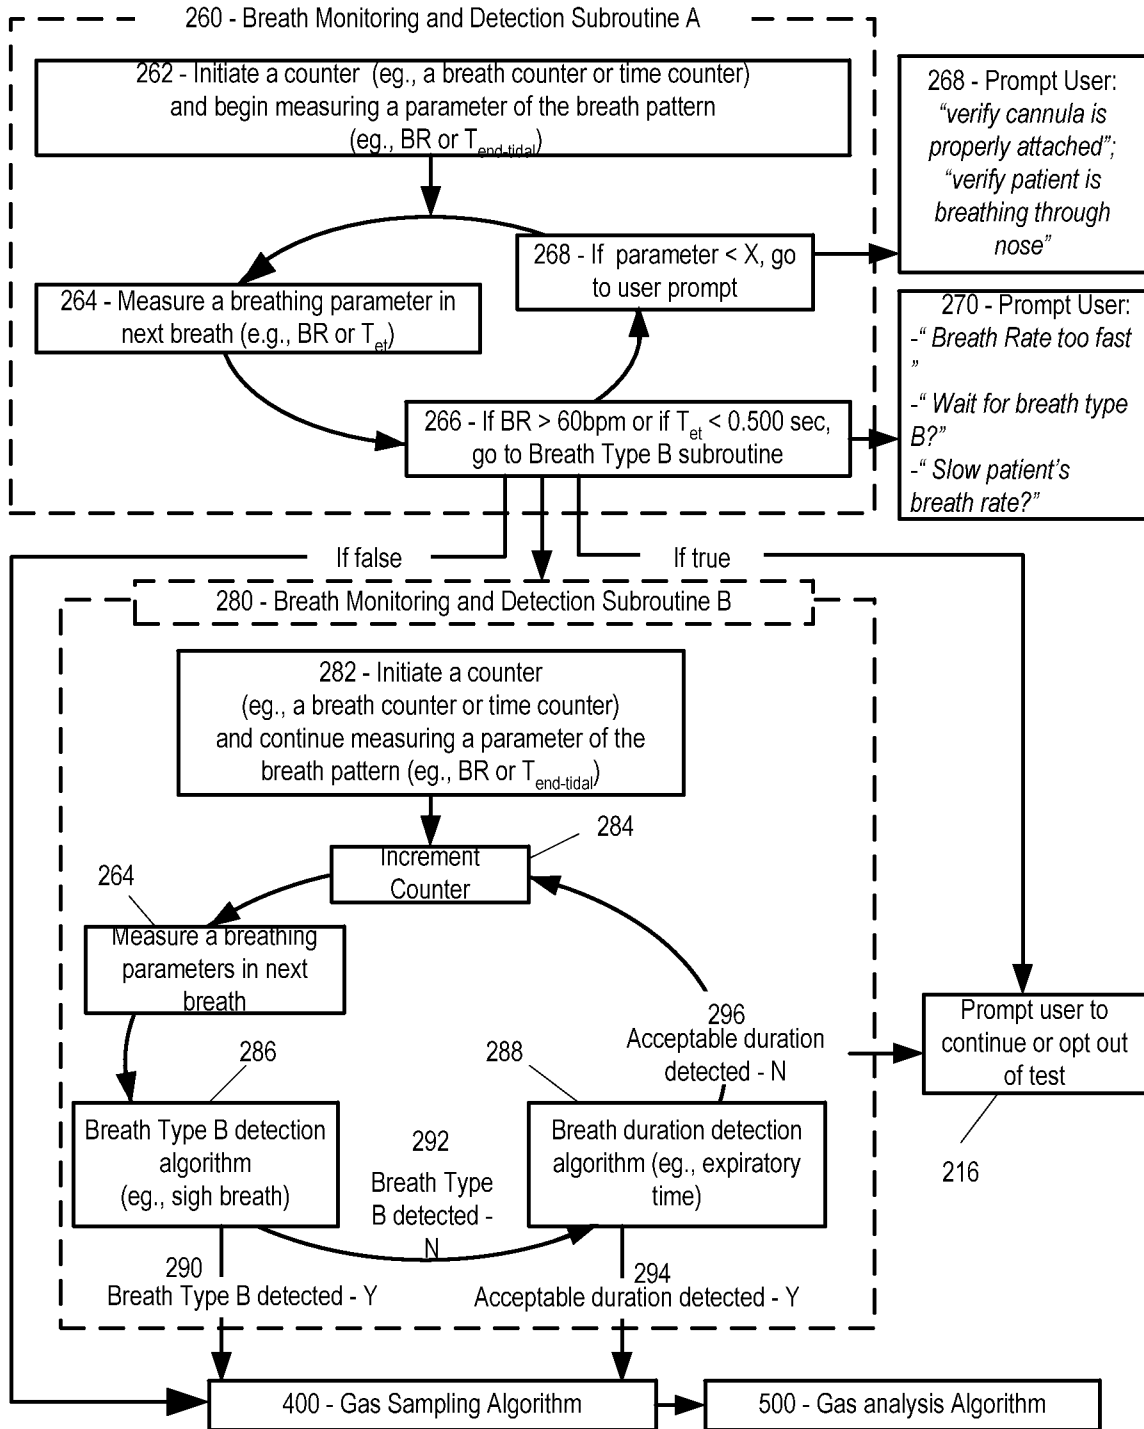 260 - Breath Monitoring and Detection Subroutine A
262 - Initiate a counter (eg., a breath counter or time counter)
and begin measuring a parameter of the breath pattern
(eg., BR or Tend-tidal)
268 - Prompt User:
“verify cannula is
properly attached”;
“verify patient is
breathing through
nose”
268 - If parameter < X, go
to user prompt
264 - Measure a breathing parameter in
next breath (e.g., BR or Tet)
270 - Prompt User:
-“ Breath Rate too fast
”
-“ Wait for breath type
B?”
-“ Slow patient’s
breath rate?”
266 - If BR > 60bpm or if Tet < 0.500 sec,
go to Breath Type B subroutine
If false
If true
280 - Breath Monitoring and Detection Subroutine B
282 - Initiate a counter
(eg., a breath counter or time counter)
and continue measuring a parameter of the
breath pattern (eg., BR or Tend-tidal)
284
Increment
Counter
264
Measure a breathing
parameters in next
breath
296
Acceptable duration
detected - N
Prompt user to
continue or opt out
of test
216
286
288
Breath Type B detection
algorithm
(eg., sigh breath)
292
Breath Type
B detected -
N
Breath duration detection
algorithm (eg., expiratory
time)
290
Breath Type B detected - Y
294
Acceptable duration detected - Y
400 - Gas Sampling Algorithm
500 - Gas analysis Algorithm